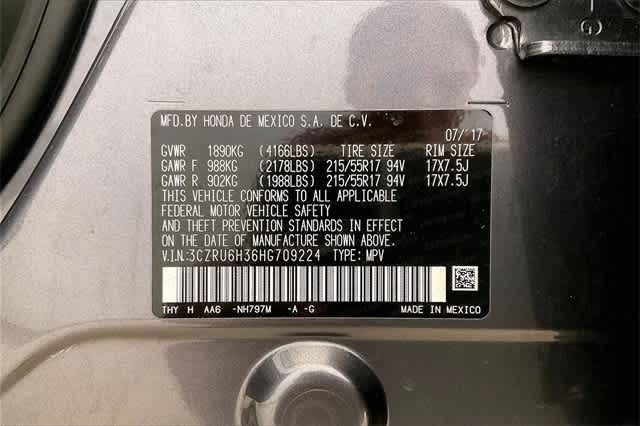 G
MFD.BY HONDA DE MEXICO S.A. DE C.V.
07/'17
GVWR 1890KG (4166LBS) TIRE SIZE RIM SIZE
GAWR F 988KG (2178LBS) 215/55R17 94V 17X7.5J
GAWR R 902KG (1988LBS) 215/55R17 94V 17X7.5J
THIS VEHICLE CONFORMS TO ALL APPLICABLE
FEDERAL MOTOR VEHICLE SAFETY
AND THEFT PREVENTION STANDARDS IN EFFECT
ON THE DATE OF MANUFACTURE SHOWN ABOVE.
V.I.N:3CZRU6H36HG709224 TYPE: MPV
THY H AA6 -NH797M -A -G MADE IN MEXICO